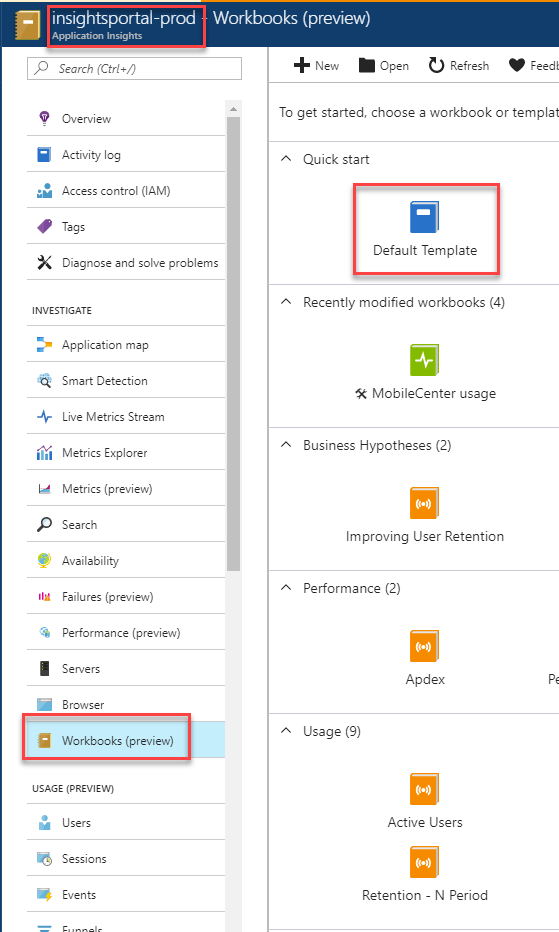 insightsportal-prod - Workbooks (preview)
Application Insights
Search (Ctrl+/)
Overview
Activity log
Access control (IAM)
Tags
Diagnose and solve problems
INVESTIGATE
Application map
Smart Detection
Live Metrics Stream
Metrics Explorer
Metrics (preview)
Search
Availability
Failures (preview)
Performance (preview)
Servers
Browser
Workbooks (preview)
USAGE (PREVIEW)
Users
Sessions
Events
Funnels
New Open Refresh Feedb
To get started, choose a workbook or templat
Quick start
Default Template
Recently modified workbooks (4)
MobileCenter usage
Business Hypotheses (2)
Improving User Retention
Performance (2)
Apdex
Pe
Usage (9)
Active Users
Retention - N Period